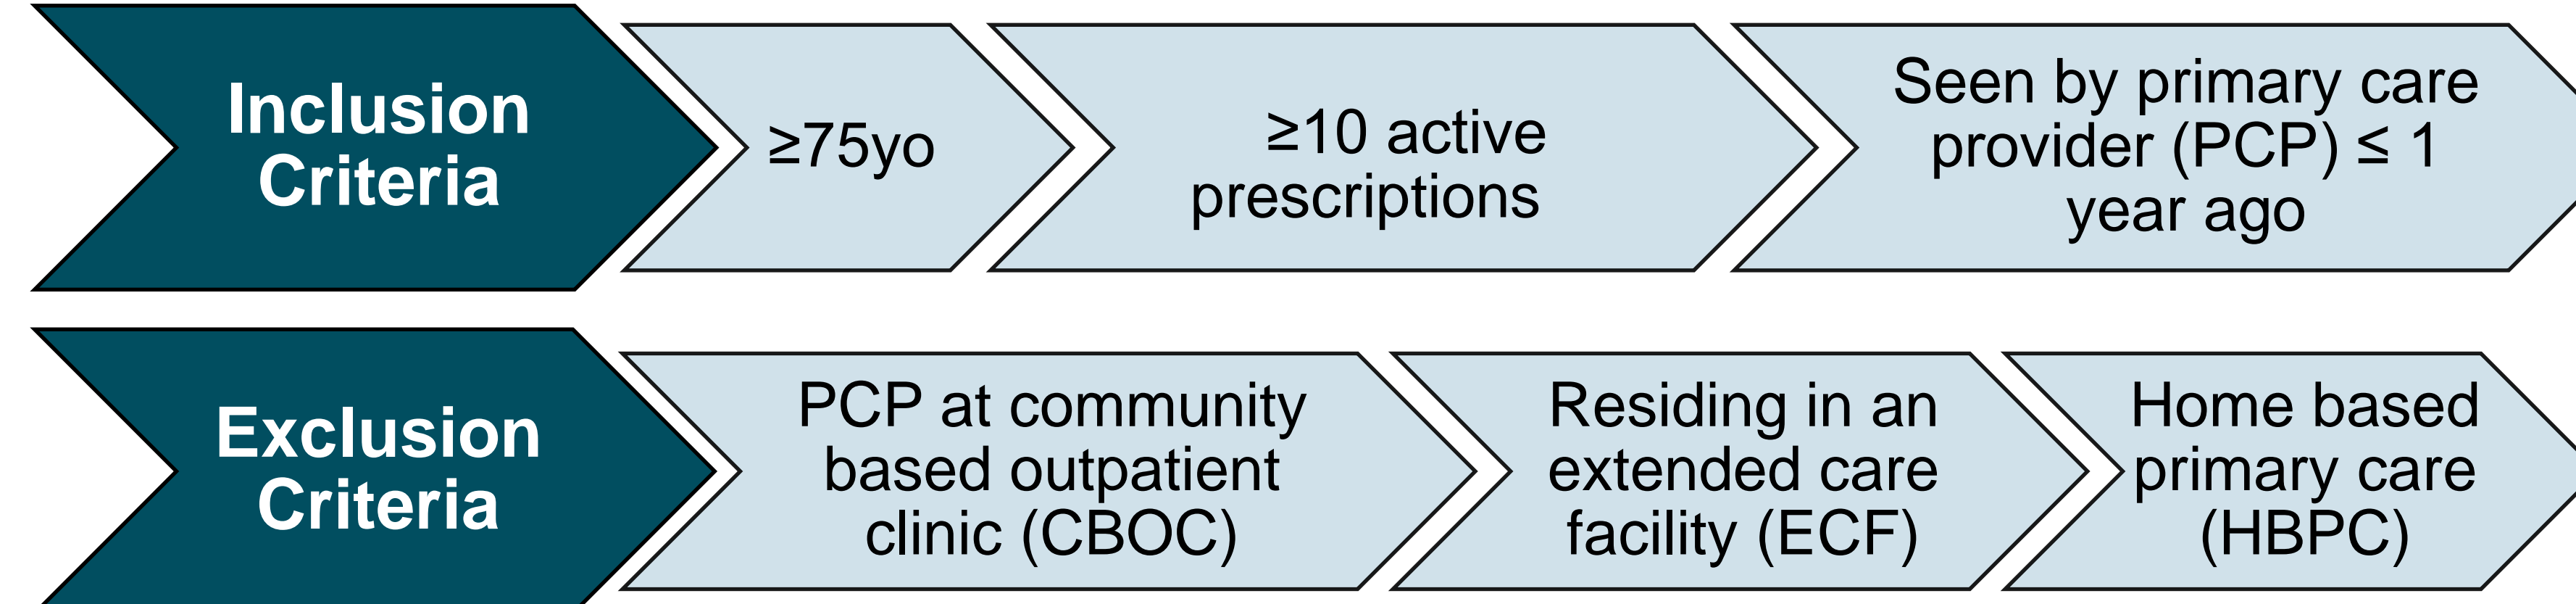 Inclusion
Criteria
≥75yo
≥10 active
prescriptions
Seen by primary care
provider (PCP) ≤ 1
year ago
Exclusion
Criteria
PCP at community
based outpatient
clinic (CBOC)
Residing in an
extended care
facility (ECF)
Home based
primary care
(HBPC)